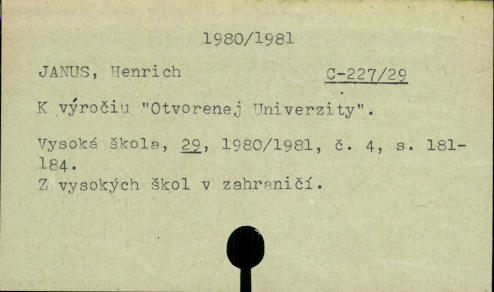 1980/1981
JANUS, Henrich C-227/29
K výročiu "Otvorenej Univerzity".
Vysoká škola, 29, 1980/1981, č. 4, s. 181-
184.
Z vysokých škol v zahraničí.